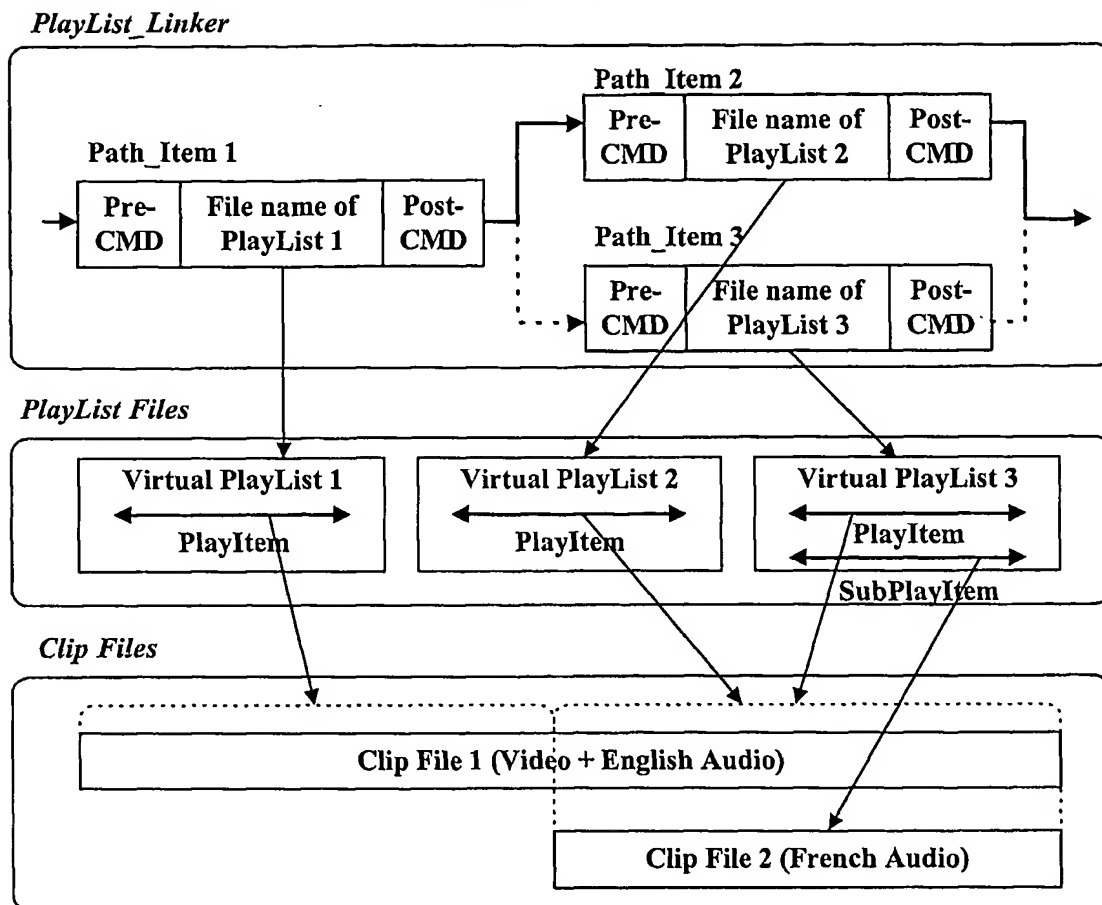 PlayList_Linker
Path_Item 2
Pre-CMD
File name of PlayList 2
Post-CMD
Path_Item 1
Pre-CMD
File name of PlayList 1
Post-CMD
Path_Item 3
Pre-CMD
File name of PlayList 3
Post-CMD
PlayList Files
Virtual PlayList 1
PlayItem
Virtual PlayList 2
PlayItem
Virtual PlayList 3
PlayItem
SubPlayItem
Clip Files
Clip File 1 (Video + English Audio)
Clip File 2 (French Audio)